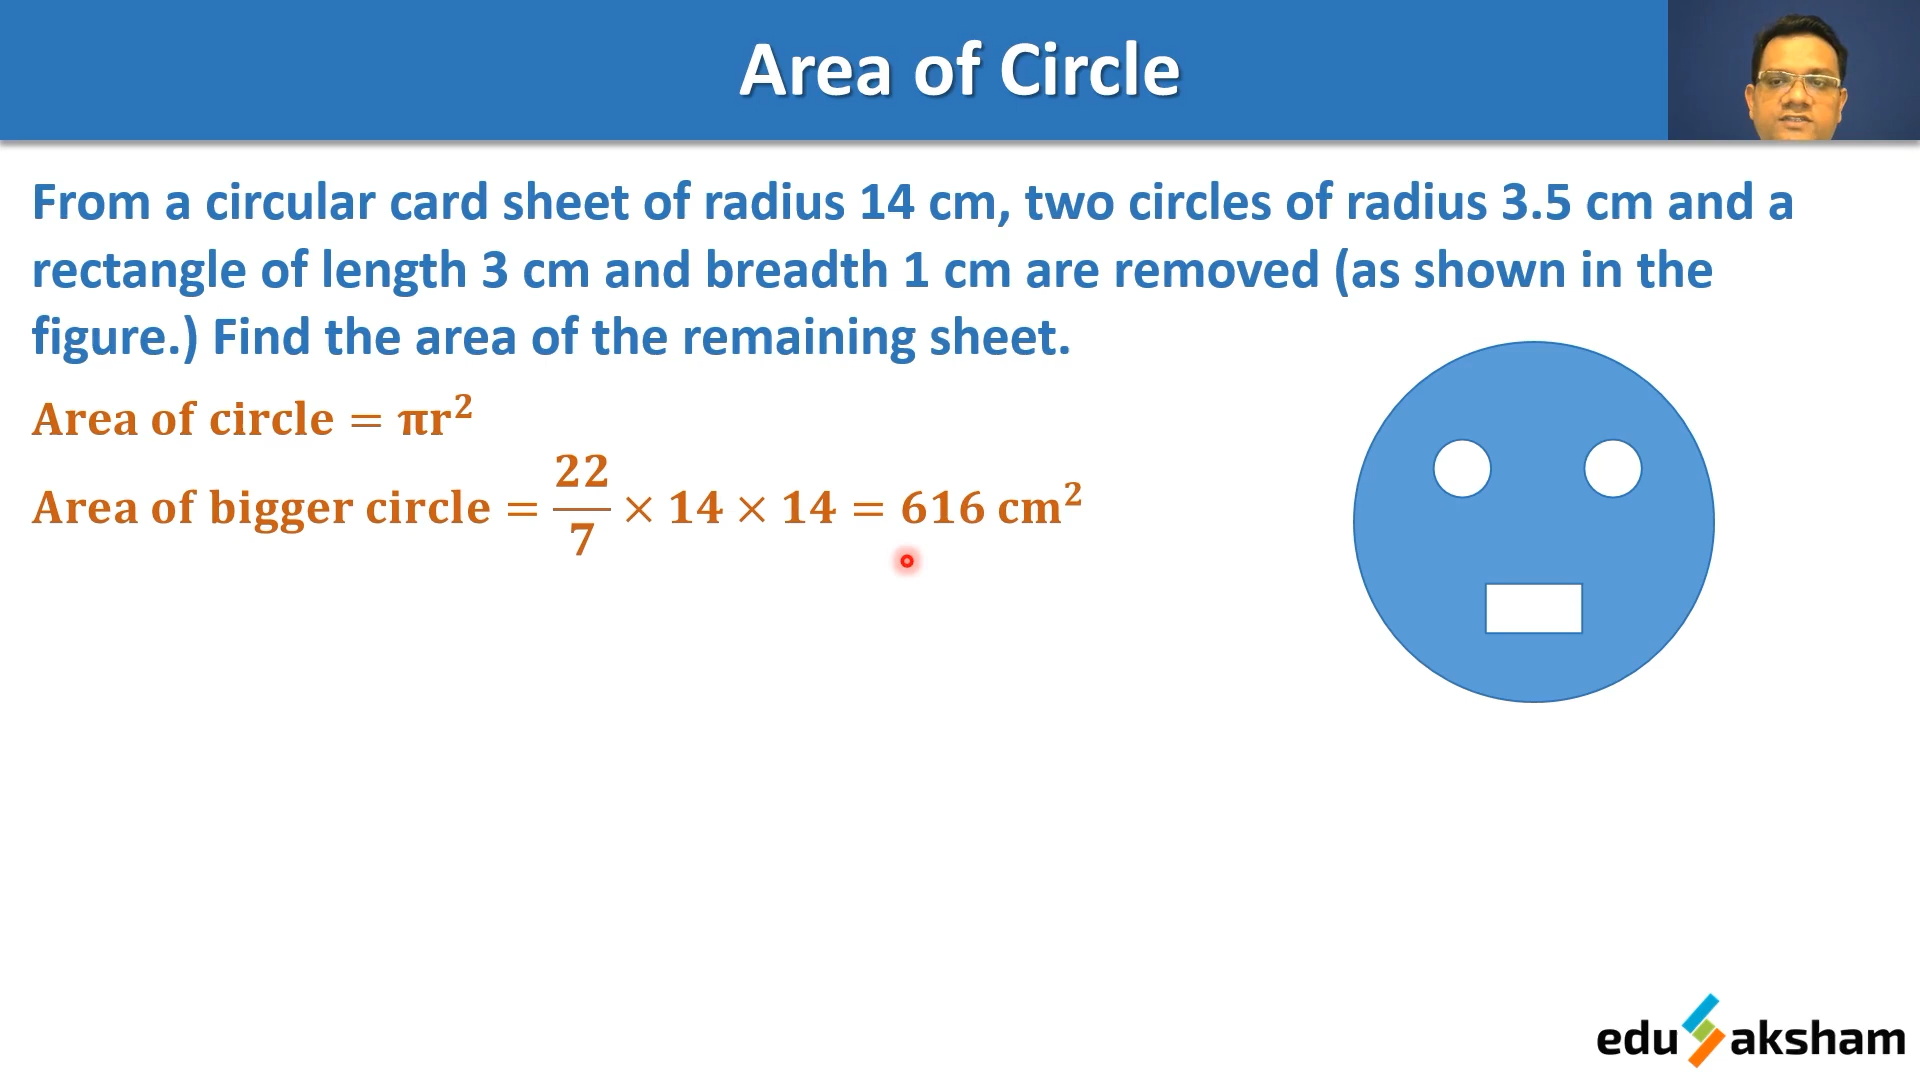 Area of Circle
From a circular card sheet of radius 14 cm, two circles of radius 3.5 cm and a
rectangle of length 3 cm and breadth 1 cm are removed (as shown in the
figure.) Find the area of the remaining sheet.
Area of circle = πr²
Area of bigger circle = 22/7 × 14 × 14 = 616 cm²
edu aksham